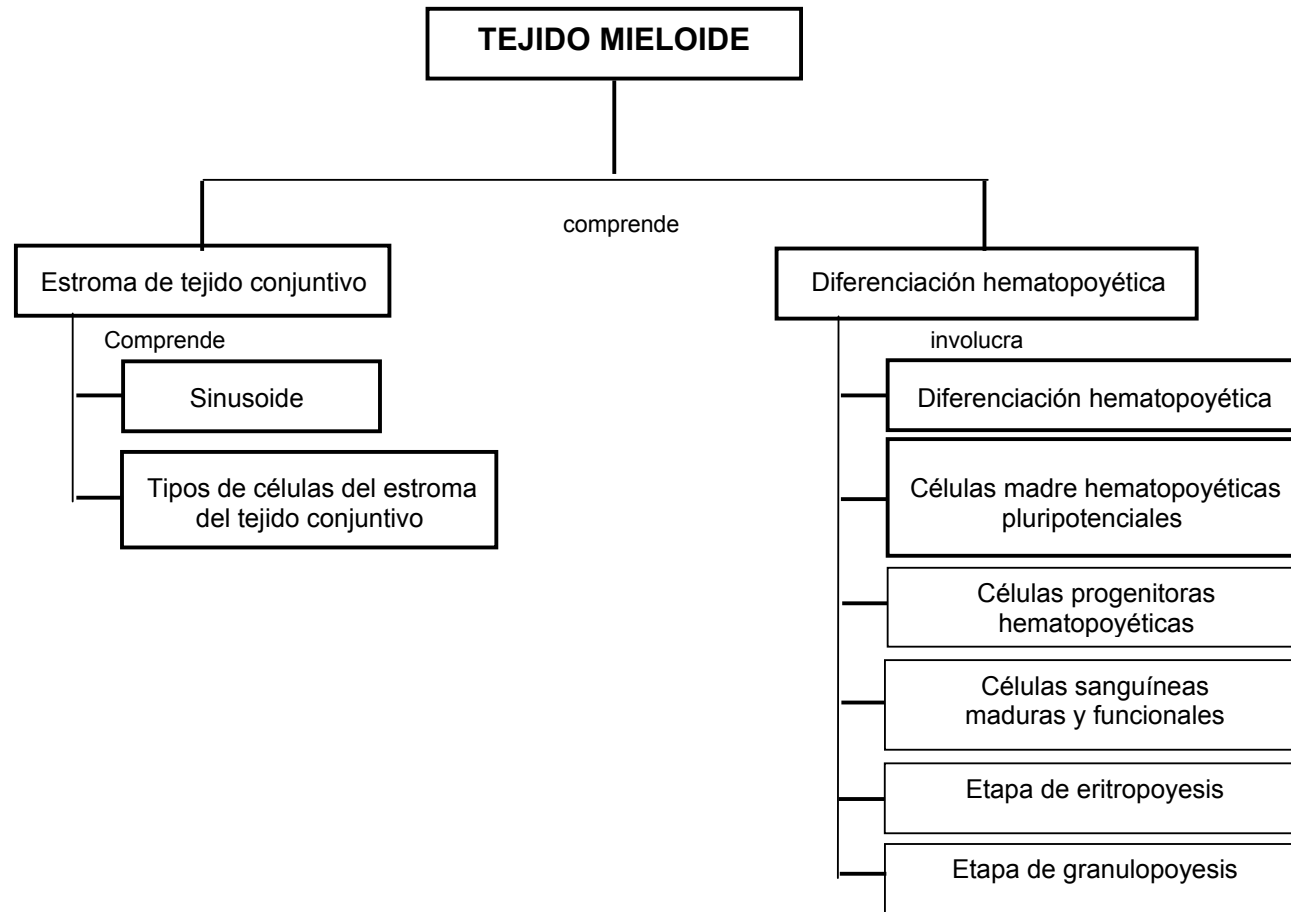 TEJIDO MIELOIDE
comprende
Estroma de tejido conjuntivo
Comprende
Sinusoide
Tipos de células del estroma
del tejido conjuntivo
Diferenciación hematopoyética
involucra
Diferenciación hematopoyética
Células madre hematopoyéticas
pluripotenciales
Células progenitoras
hematopoyéticas
Células sanguíneas
maduras y funcionales
Etapa de eritropoyesis
Etapa de granulopoyesis